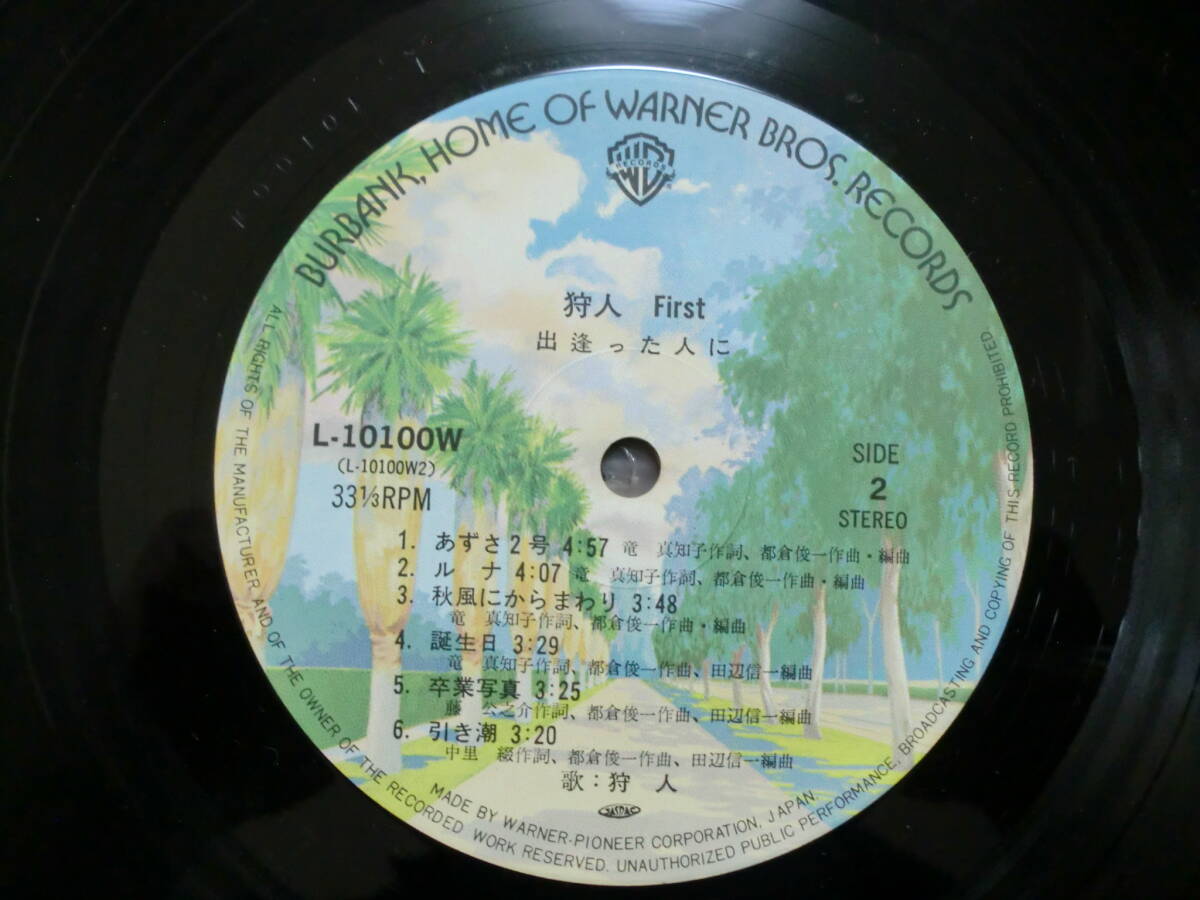 BURBANK, HOME OF WARNER BROS. RECORDS
RECORDS
狩人 First
出逢った人に
L-10100W
(L-10100W2)
33⅓RPM
SIDE
2
STEREO
1. あずさ2号 4:57 竜 真知子作詞、都倉俊一作曲・編曲
2. ルナ 4:07 竜 真知子作詞、都倉俊一作曲・編曲
3. 秋風にからまわり 3:48
竜 真知子作詞、都倉俊一作曲・編曲
4. 誕生日 3:29
竜 真知子作詞、都倉俊一作曲、田辺信一編曲
5. 卒業写真 3:25
藤 公之介作詞、都倉俊一作曲、田辺信一編曲
6. 引き潮 3:20
中里 綴作詞、都倉俊一作曲、田辺信一編曲
歌：狩 人
JASRAC
MADE BY WARNER-PIONEER CORPORATION, JAPAN.
ALL RIGHTS OF THE MANUFACTURER AND OF THE OWNER OF THE RECORDED WORK RESERVED. UNAUTHORIZED PUBLIC PERFORMANCE, BROADCASTING AND COPYING OF THIS RECORD PROHIBITED.